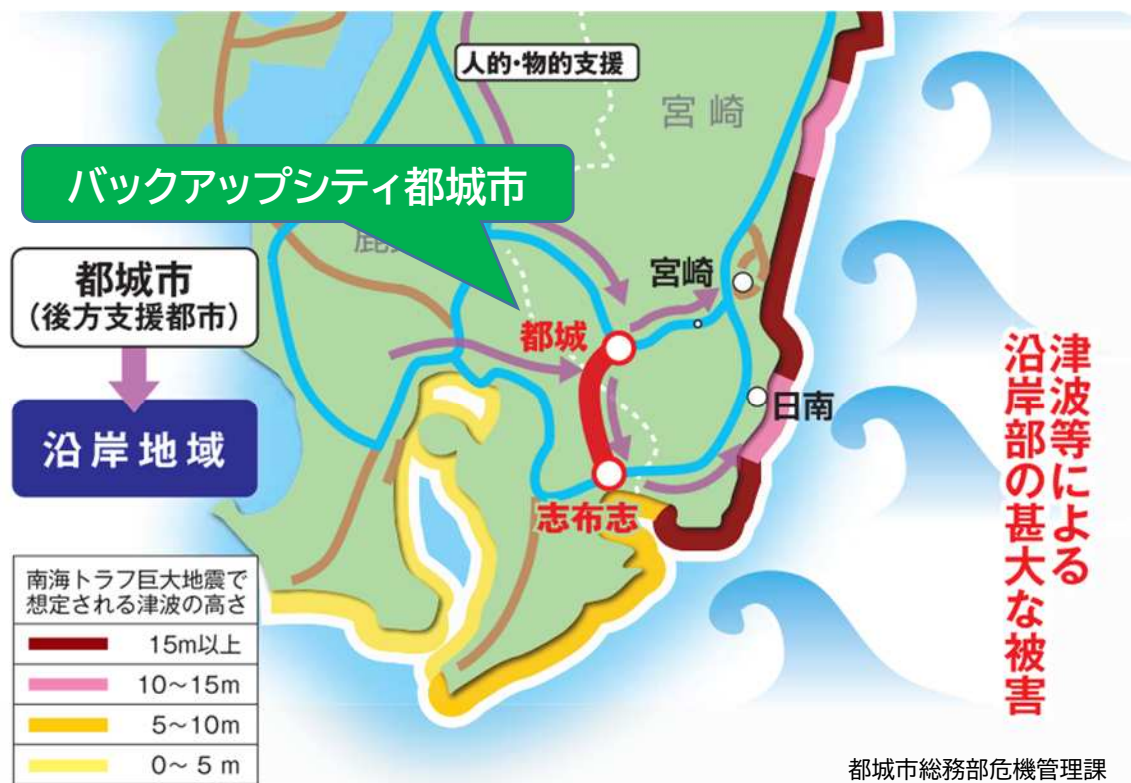 人的・物的支援
宮崎
バックアップシティ都城市
鹿
都城市
（後方支援都市）
沿岸地域
宮崎
都城
日南
志布志
津波等による
沿岸部の甚大な被害
南海トラフ巨大地震で
想定される津波の高さ
15m以上
10～15m
5～10m
0～5m
都城市総務部危機管理課